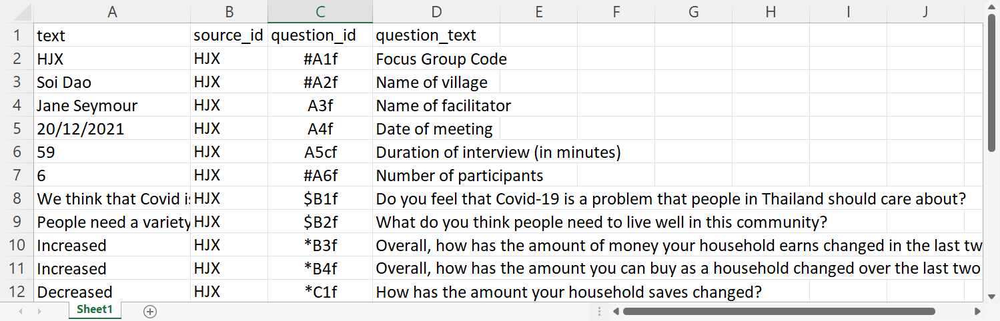 A B C D E F G H I J
1 text source_id question_id question_text
2 HJX HJX #A1f Focus Group Code
3 Soi Dao HJX #A2f Name of village
4 Jane Seymour HJX A3f Name of facilitator
5 20/12/2021 HJX A4f Date of meeting
6 59 HJX A5cf Duration of interview (in minutes)
7 6 HJX #A6f Number of participants
8 We think that Covid is HJX $B1f Do you feel that Covid-19 is a problem that people in Thailand should care about?
9 People need a variety HJX $B2f What do you think people need to live well in this community?
10 Increased HJX *B3f Overall, how has the amount of money your household earns changed in the last tw
11 Increased HJX *B4f Overall, how has the amount you can buy as a household changed over the last two
12 Decreased HJX *C1f How has the amount your household saves changed?
Sheet1